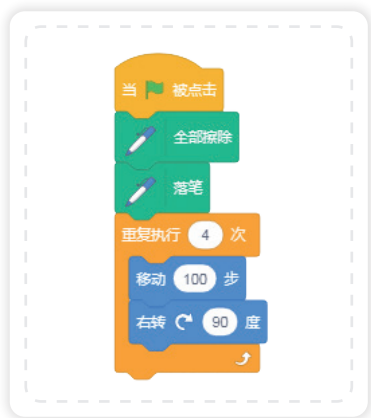 当 被点击
全部擦除
落笔
重复执行 4 次
移动 100 步
右转 90 度